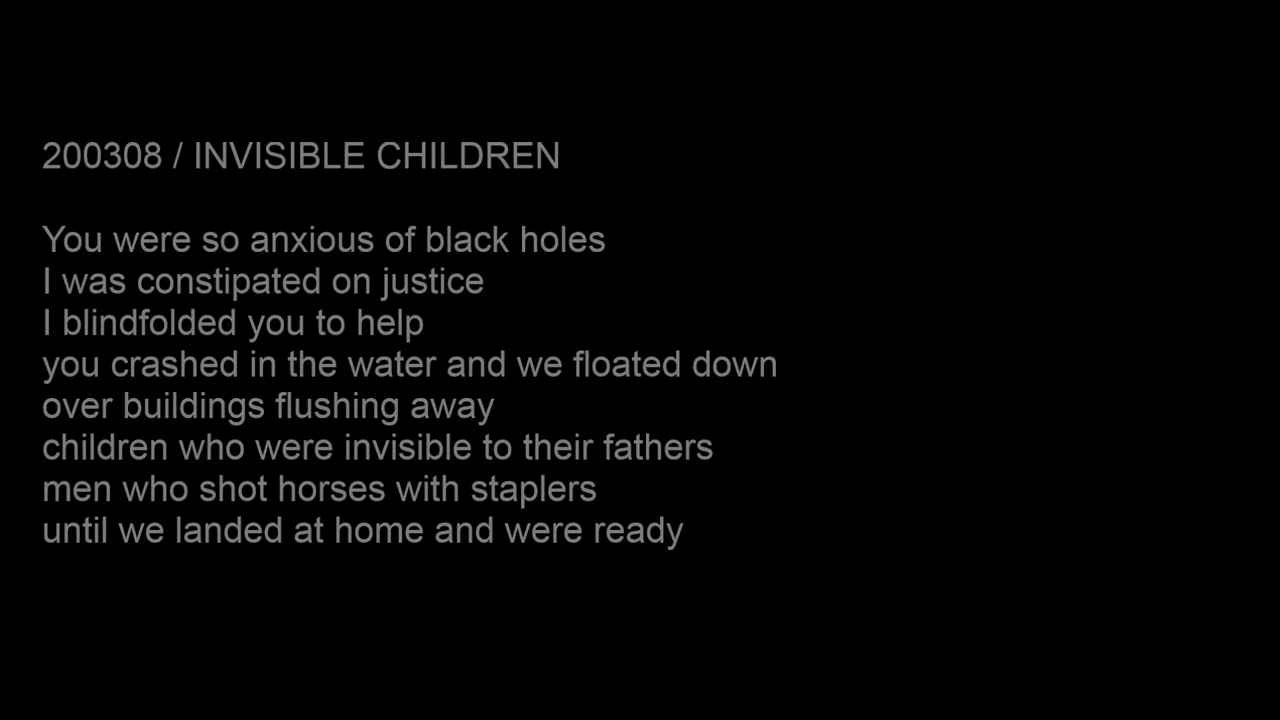 200308 / INVISIBLE CHILDREN
You were so anxious of black holes
I was constipated on justice
I blindfolded you to help
you crashed in the water and we floated down
over buildings flushing away
children who were invisible to their fathers
men who shot horses with staplers
until we landed at home and were ready